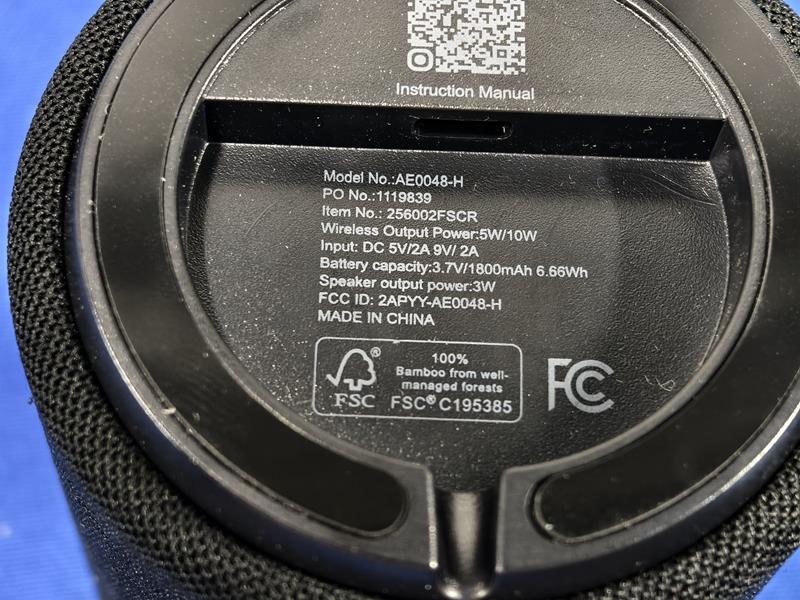 Instruction Manual
Model No.:AE0048-H
PO No.:1119839
Item No.: 256002FSCR
Wireless Output Power:5W/10W
Input: DC 5V/2A 9V/ 2A
Battery capacity:3.7V/1800mAh 6.66Wh
Speaker output power:3W
FCC ID: 2APYY-AE0048-H
MADE IN CHINA
100%
Bamboo from well-
managed forests
FSC® C195385
®
FSC
FC